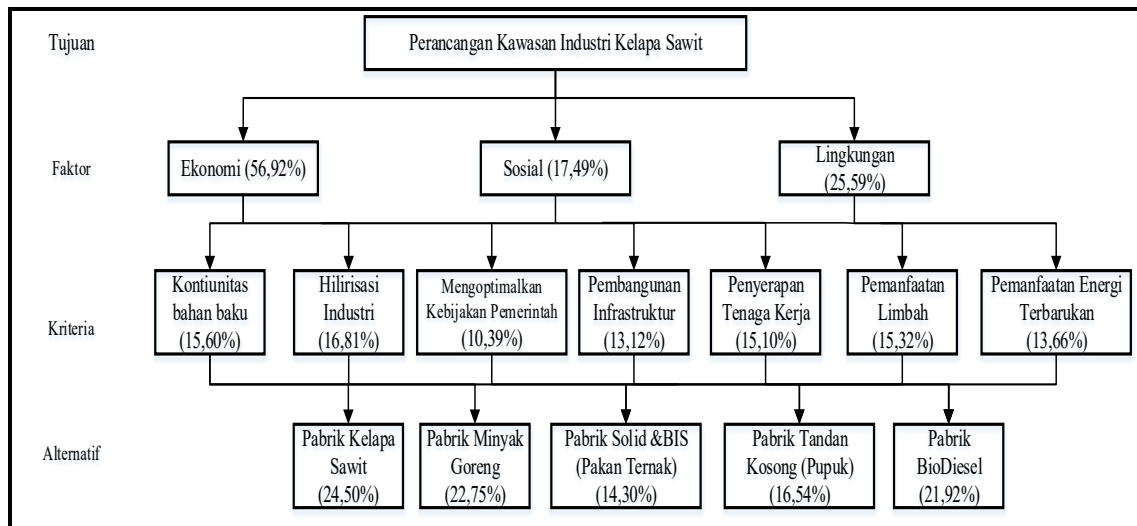 Tujuan
Perancangan Kawasan Industri Kelapa Sawit
Faktor
Ekonomi (56,92%)
Sosial (17,49%)
Lingkungan
(25,59%)
Kriteria
Kontiunitas
bahan baku
(15,60%)
Hilirisasi
Industri
(16,81%)
Mengoptimalkan
Kebijakan Pemerintah
(10,39%)
Pembangunan
Infrastruktur
(13,12%)
Penyerapan
Tenaga Kerja
(15,10%)
Pemanfaatan
Limbah
(15,32%)
Pemanfaatan Energi
Terbarukan
(13,66%)
Alternatif
Pabrik Kelapa
Sawit
(24,50%)
Pabrik Minyak
Goreng
(22,75%)
Pabrik Solid &BIS
(Pakan Ternak)
(14,30%)
Pabrik Tandan
Kosong (Pupuk)
(16,54%)
Pabrik
BioDiesel
(21,92%)